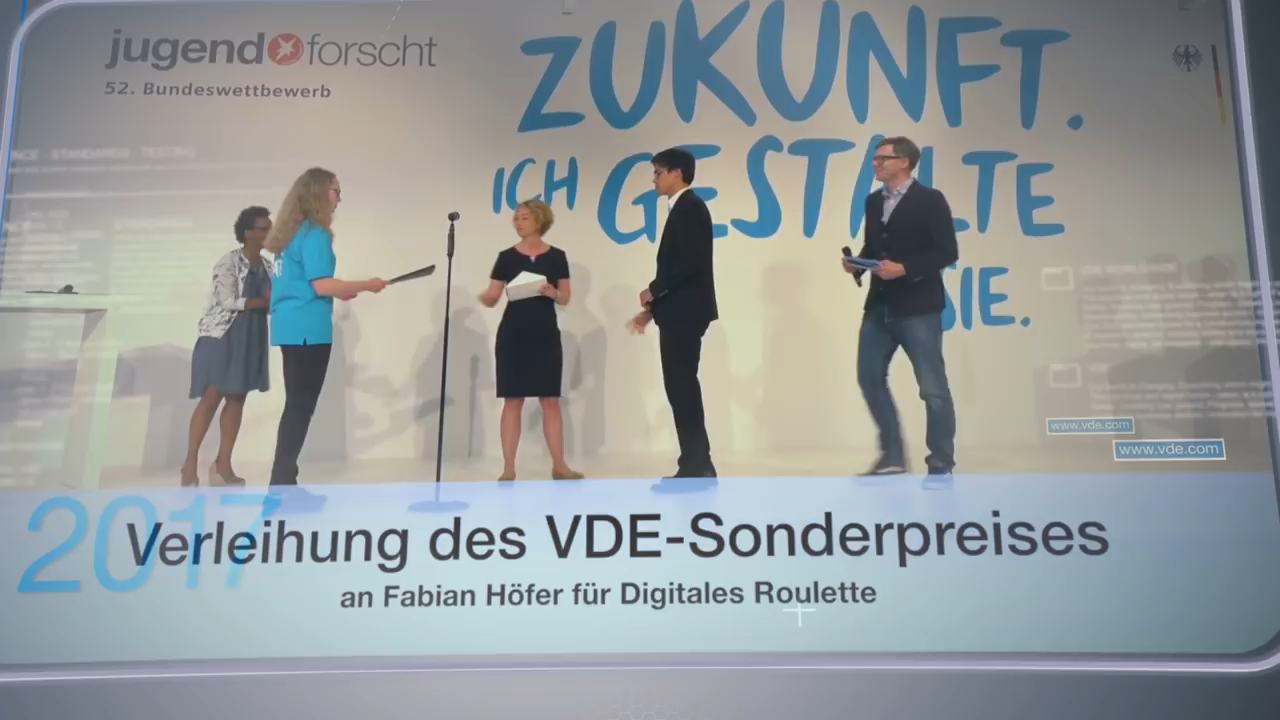 jugend forscht
52. Bundeswettbewerb
ZUKUNFT.
ICH GESTALTE
SIE.
www.vde.com
www.vde.com
2017
Verleihung des VDE-Sonderpreises
an Fabian Höfer für Digitales Roulette